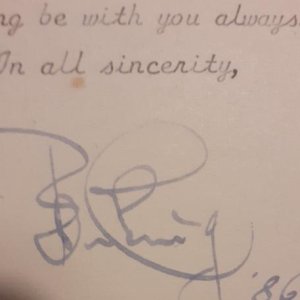 ng be with you always
In all sincerity,
'86